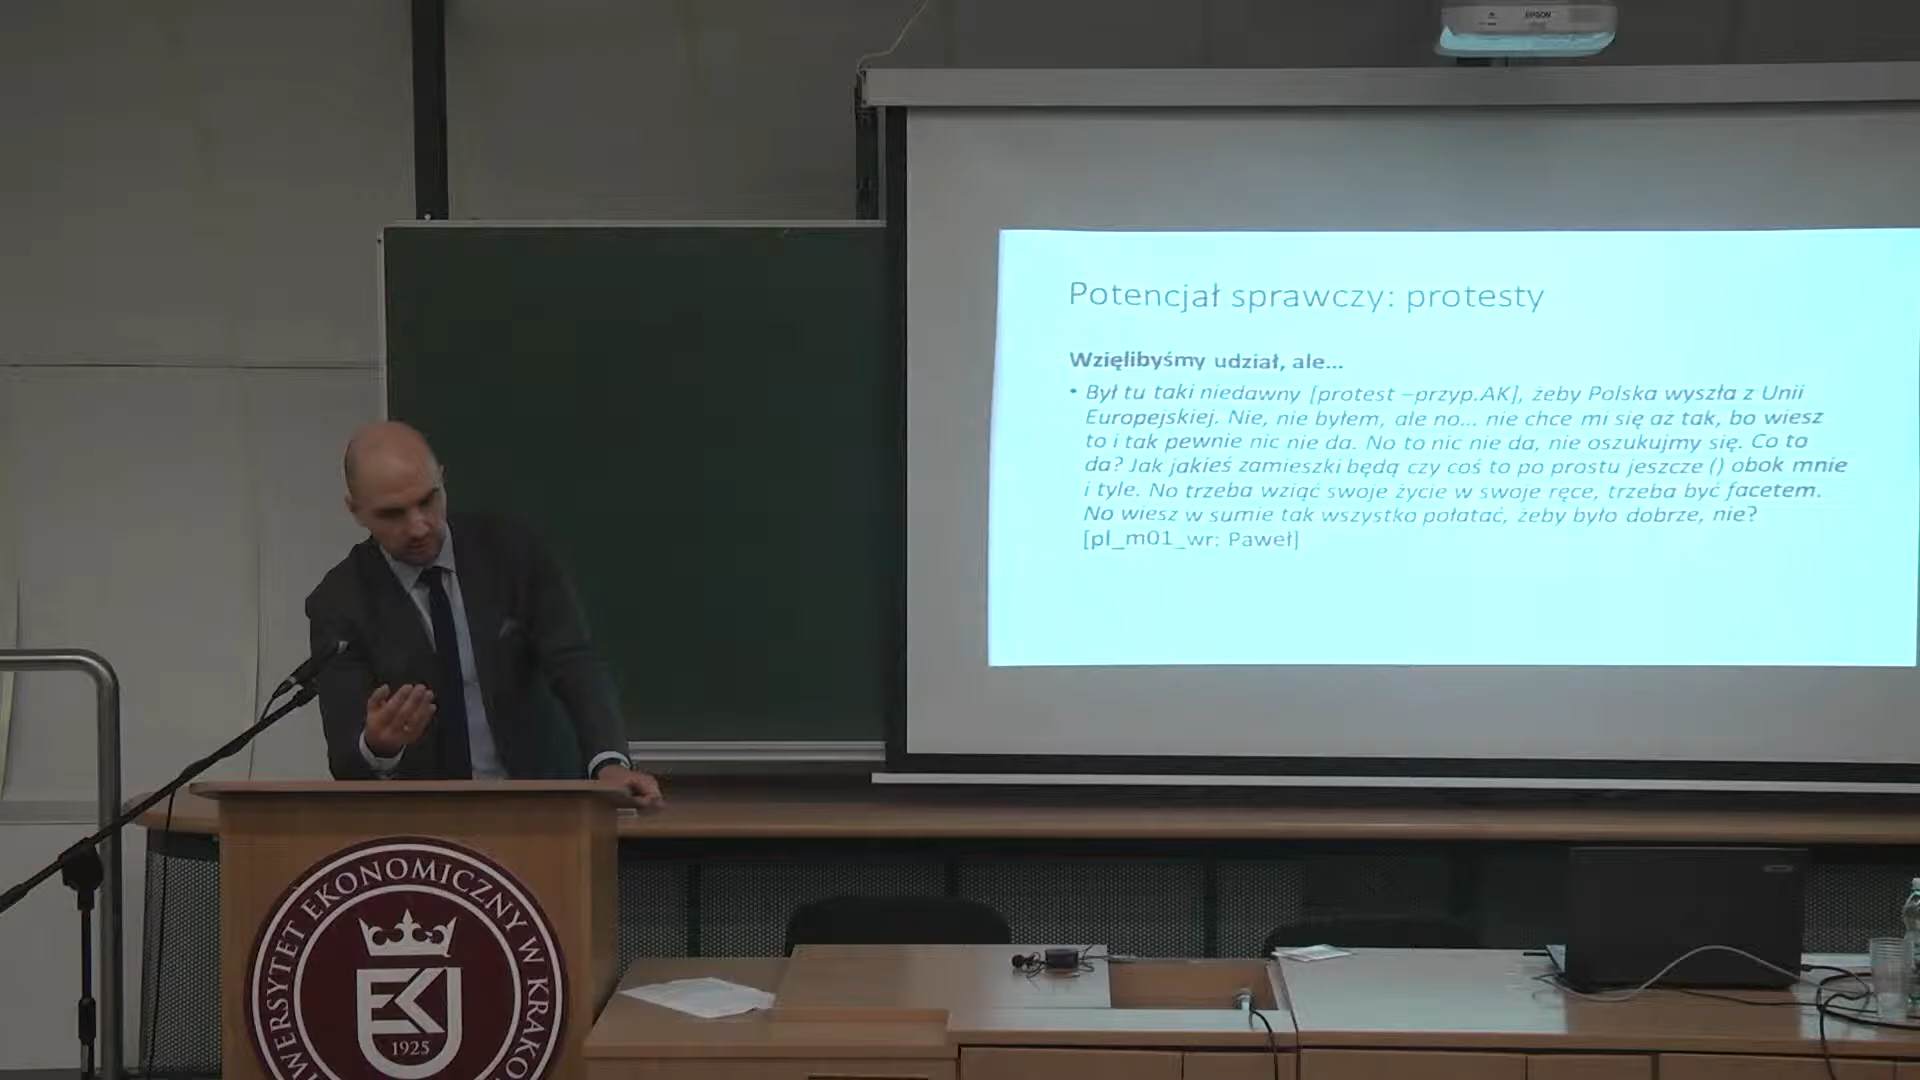 EPSON
Potencjał sprawczy: protesty
Wzięlibyśmy udział, ale...
• Był tu taki niedawny [protest –przyp.AK], żeby Polska wyszła z Unii
Europejskiej. Nie, nie byłem, ale no... nie chce mi się aż tak, bo wiesz
to i tak pewnie nic nie da. No to nic nie da, nie oszukujmy się. Co to
da? Jak jakieś zamieszki będą czy coś to po prostu jeszcze () obok mnie
i tyle. No trzeba wziąć swoje życie w swoje ręce, trzeba być facetem.
No wiesz w sumie tak wszystko połatać, żeby było dobrze, nie?
[pl_m01_wr: Paweł]
WERSYTET EKONOMICZNY W KRAKO
1925